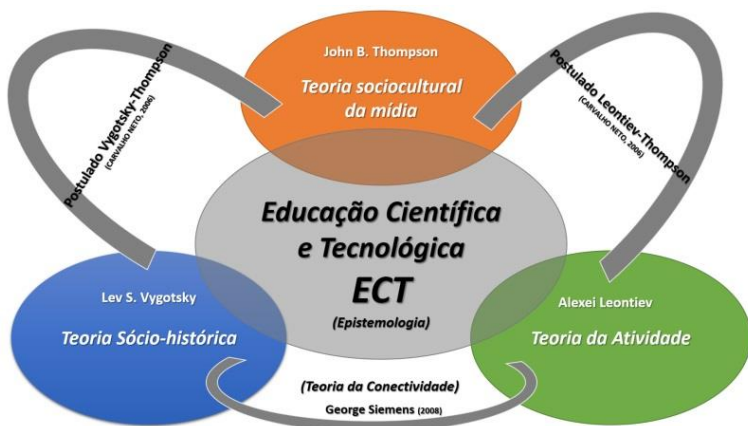 John B. Thompson
Teoria sociocultural
da mídia
Postulado Vygotsky-Thompson
(CARVALHO NETO, 2006)
Postulado Leontiev-Thompson
(CARVALHO NETO, 2006)
Educação Científica
e Tecnológica
ECT
(Epistemologia)
Lev S. Vygotsky
Teoria Sócio-histórica
Alexei Leontiev
Teoria da Atividade
(Teoria da Conectividade)
George Siemens (2008)